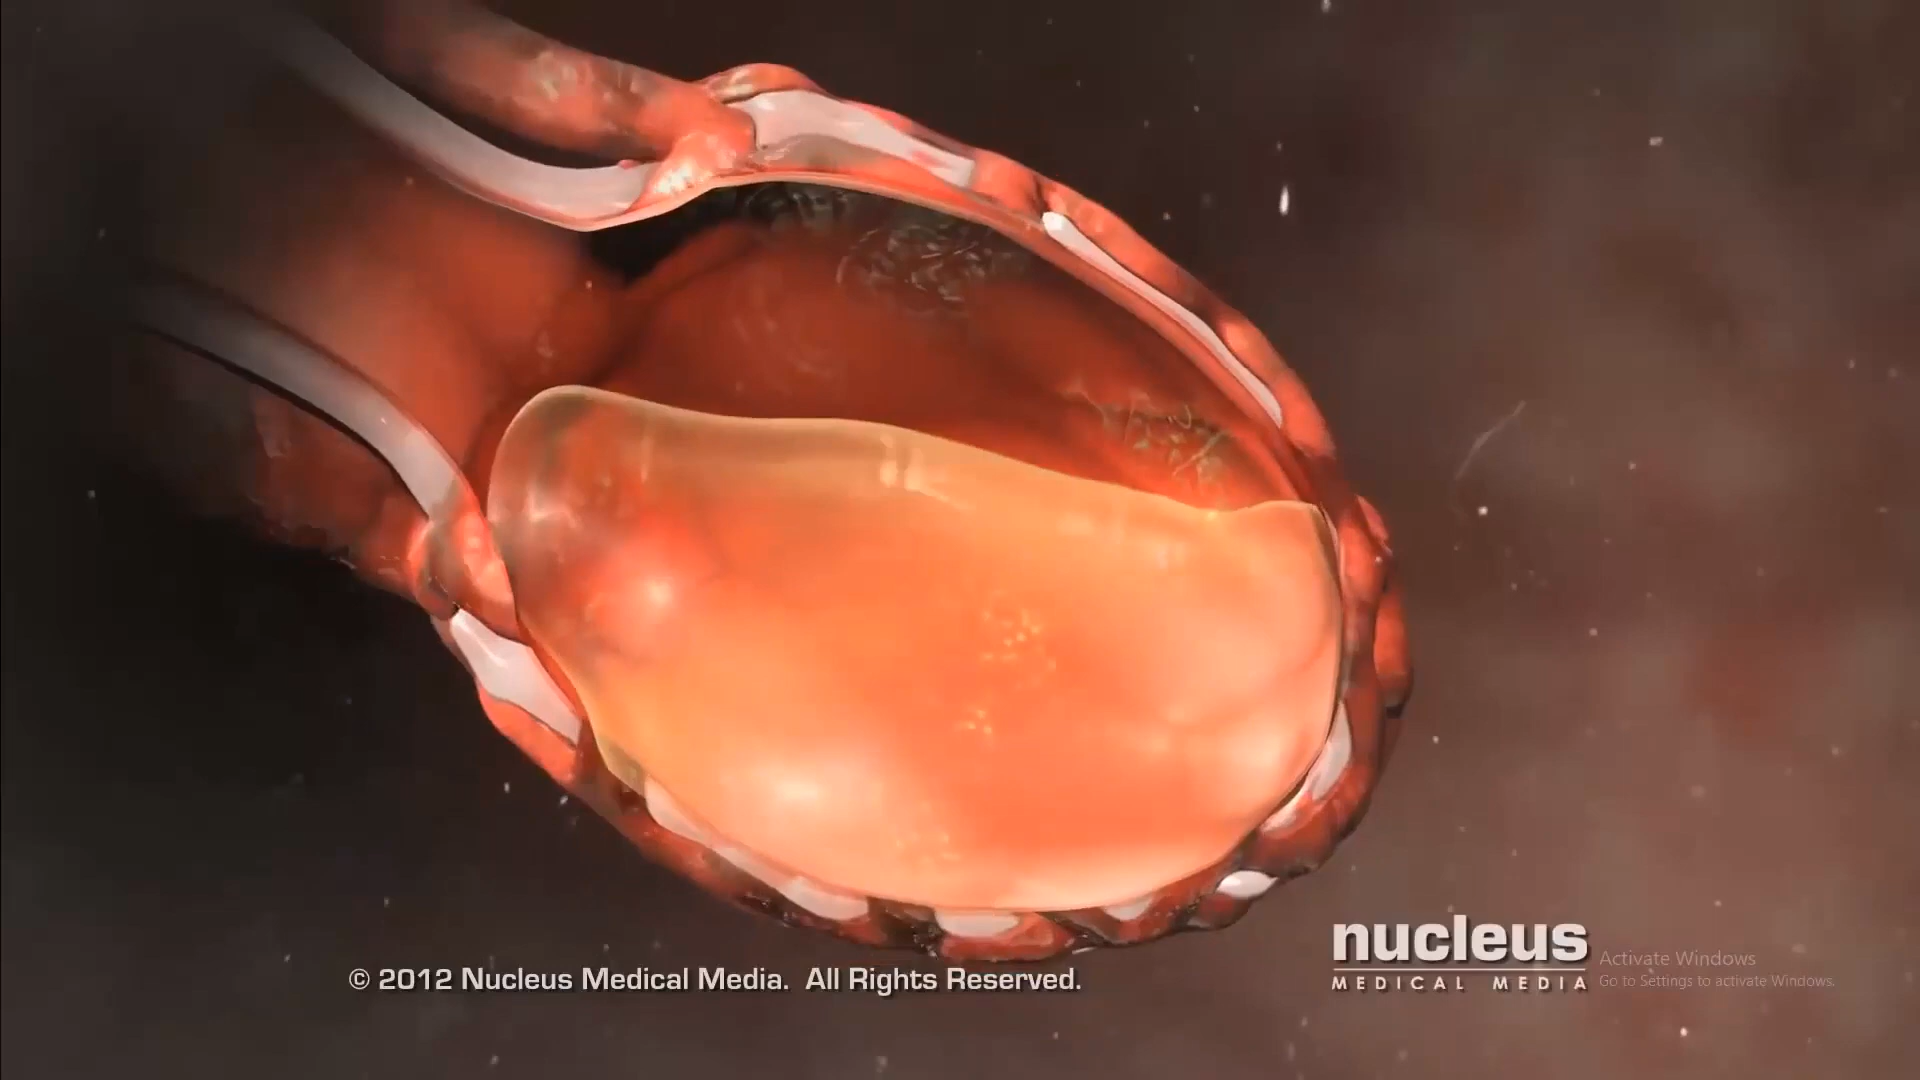 nucleus
MEDICAL MEDIA
Activate Windows
Go to Settings to activate Windows.
© 2012 Nucleus Medical Media. All Rights Reserved.